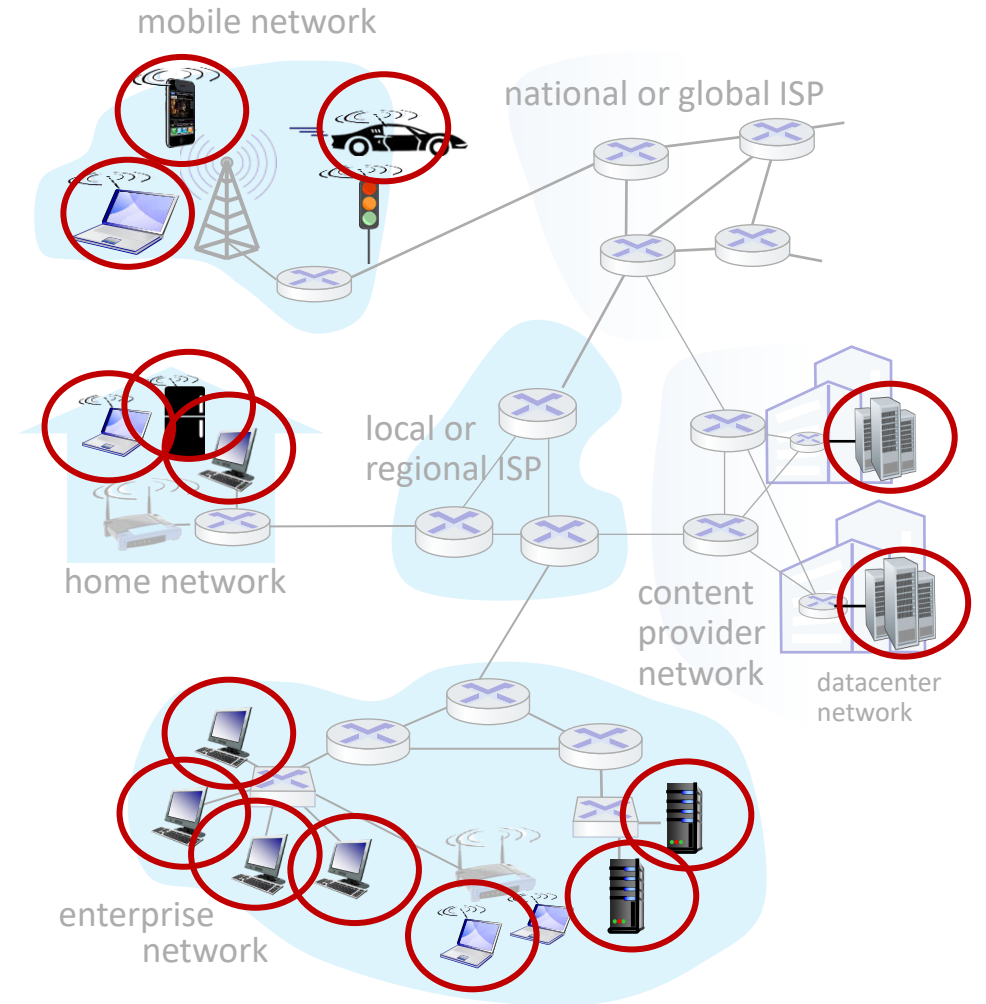 mobile network
national or global ISP
local or
regional ISP
home network
content
provider
network
datacenter
network
enterprise
network